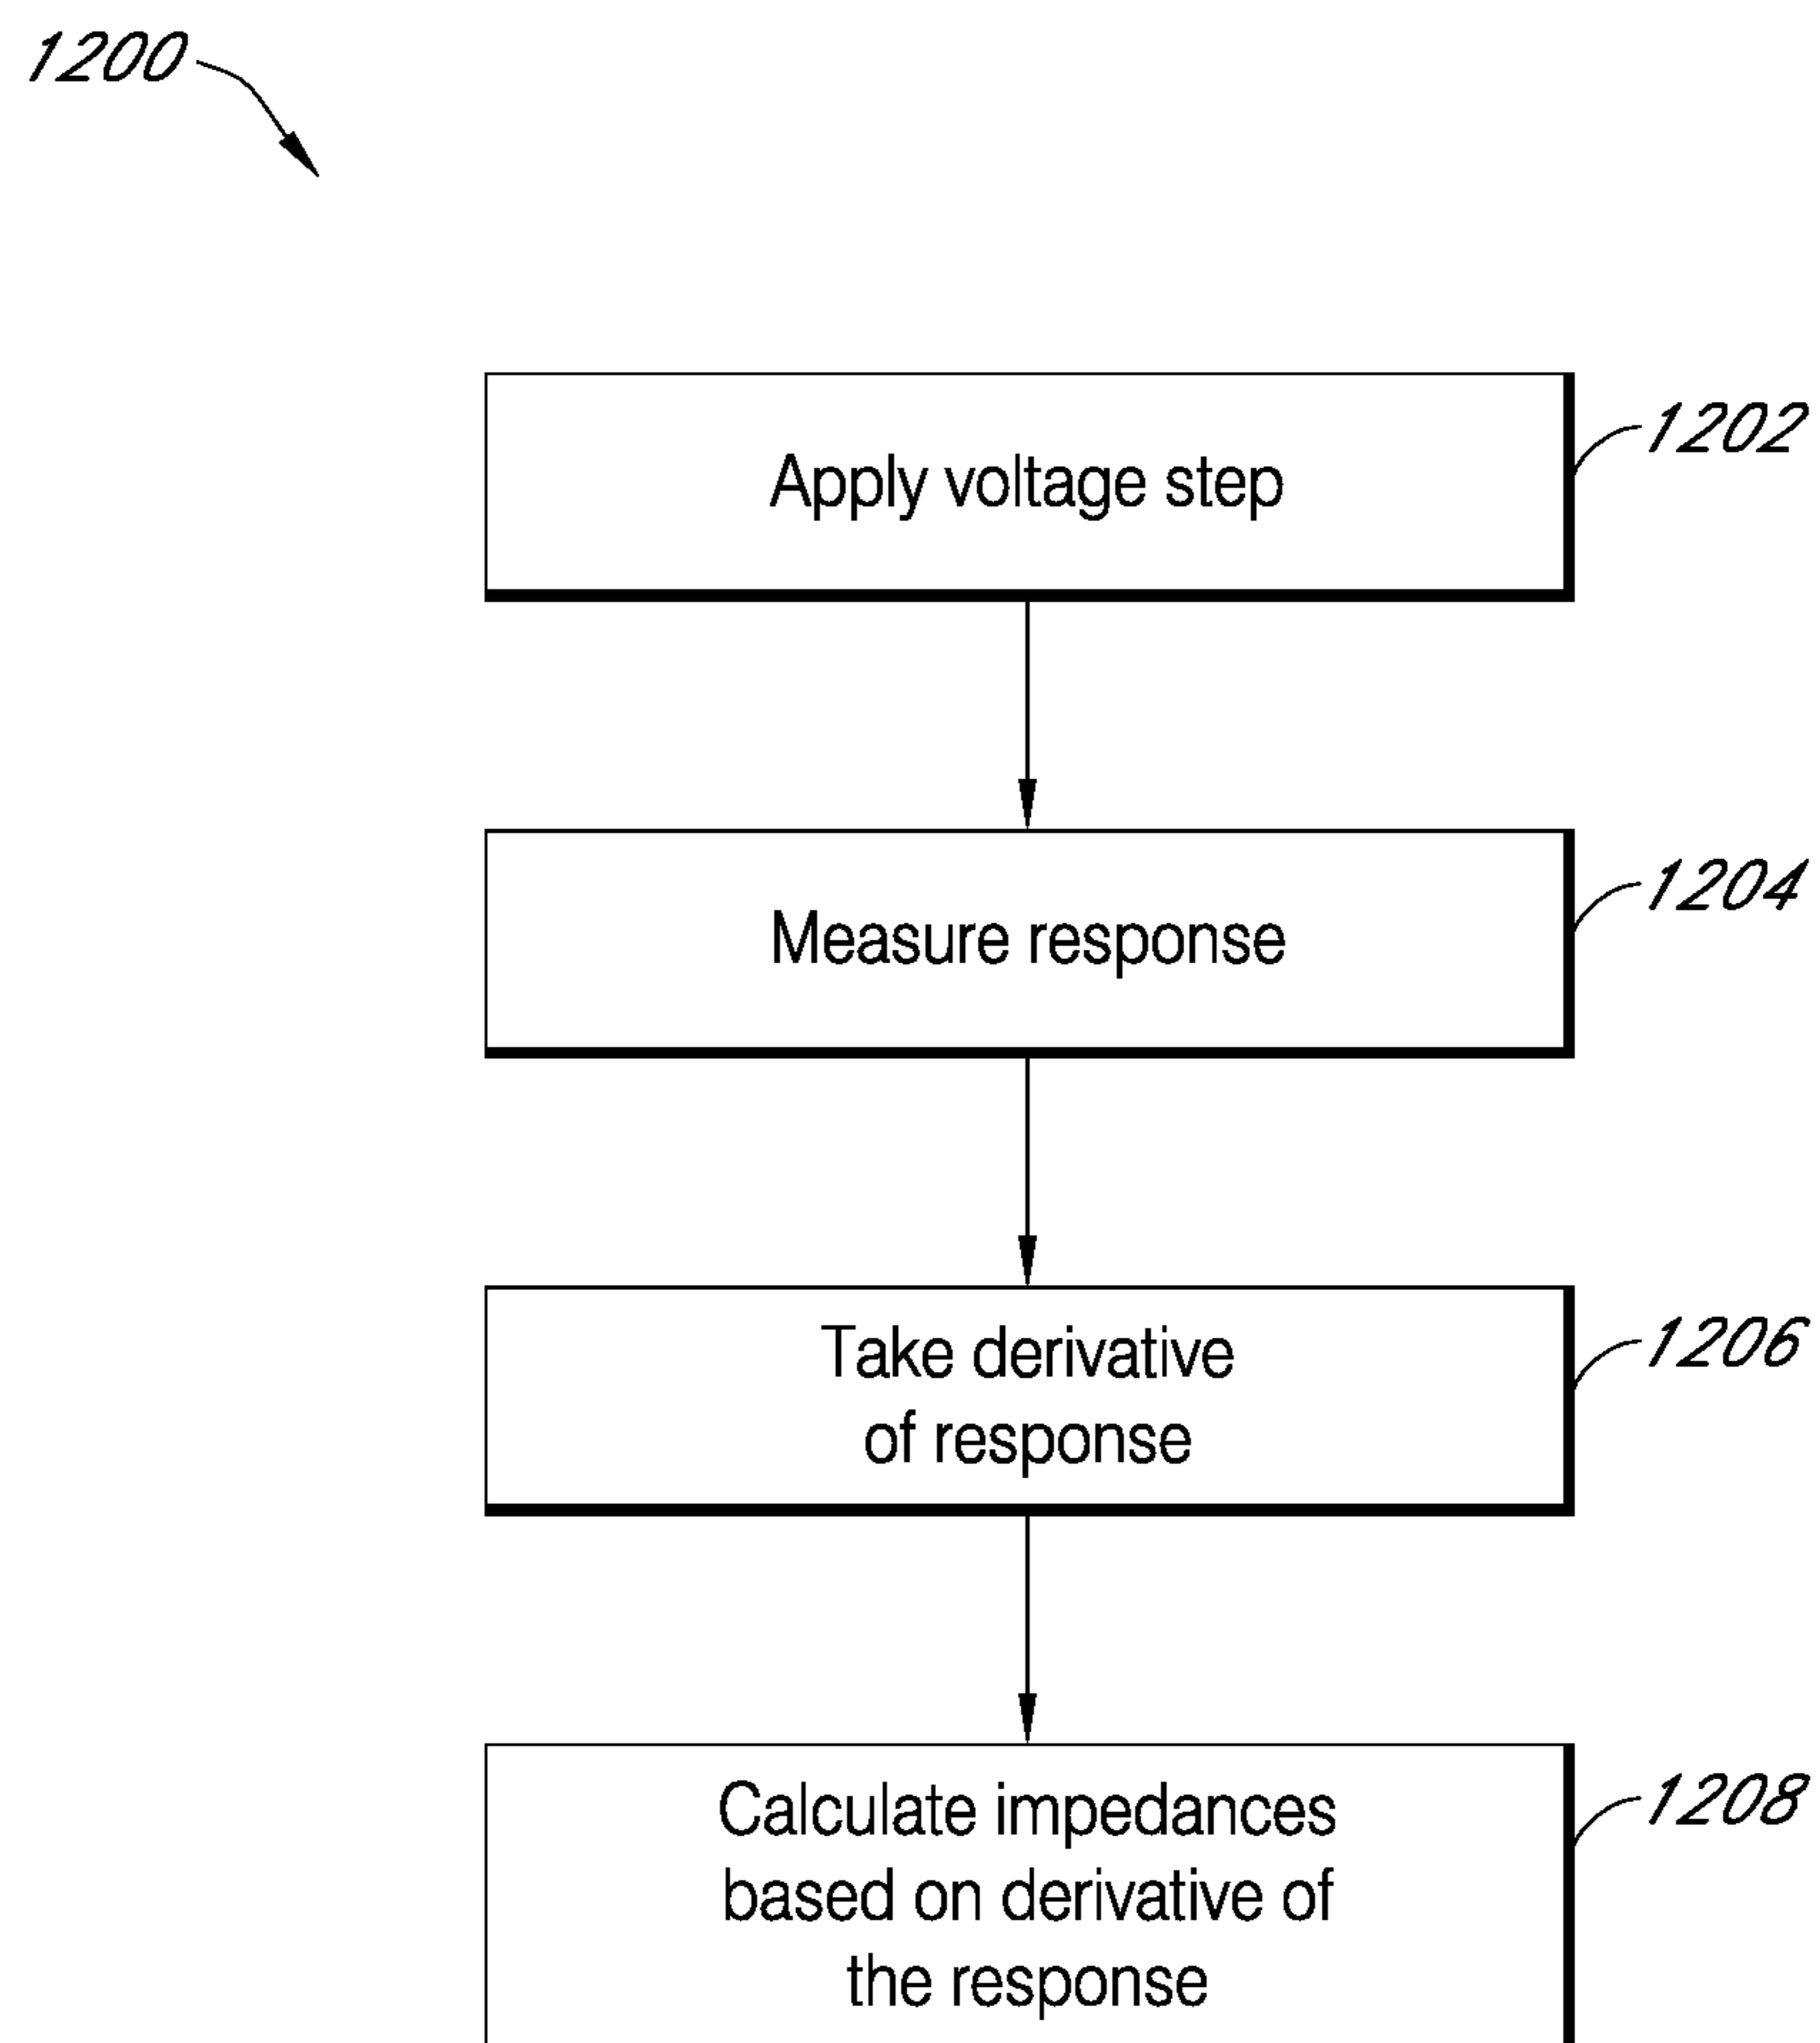 1200
Apply voltage step
1202
Measure response
1204
Take derivative
of response
1206
Calculate impedances
based on derivative of
the response
1208